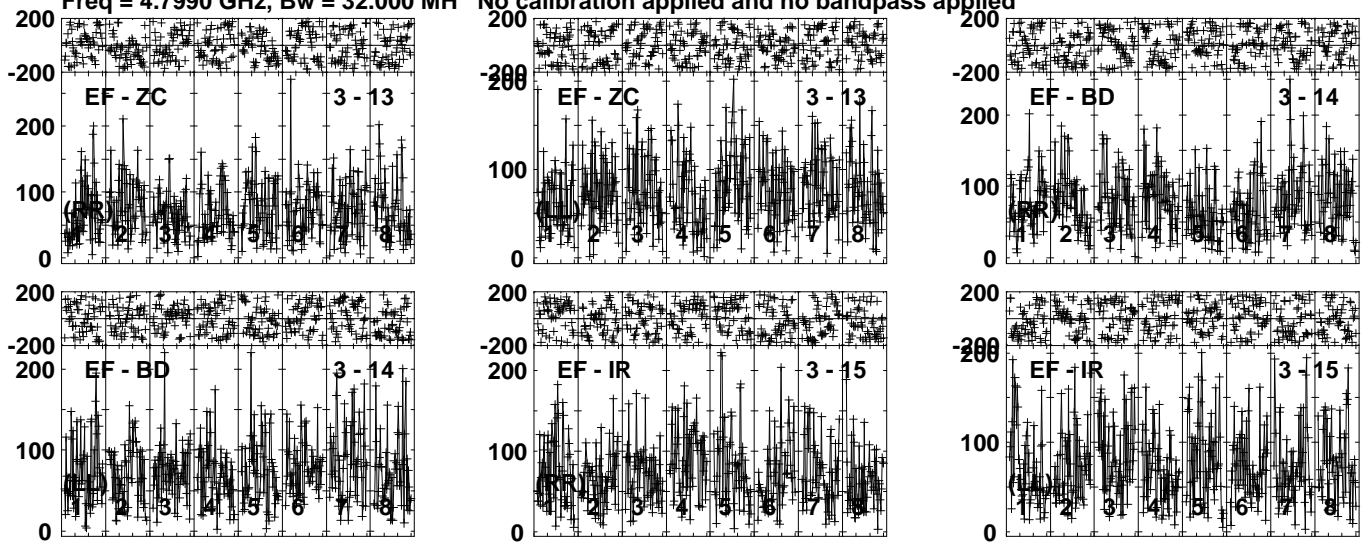 Freq = 4.7990 GHz, Bw = 32.000 MH No calibration applied and no bandpass applied
200 200 200
-200 -200 -200
EF - ZC 3 - 13 300 EF - ZC 3 - 13 EF - BD 3 - 14
200 200 200
100 100 100
(RR) (LL) (RR)
1 2 3 4 5 6 7 8 1 2 3 4 5 6 7 8 1 2 3 4 5 6 7 8
0 0 0
200 200 200
-200 -200 -200
EF - BD 3 - 14 EF - IR 3 - 15 200 EF - IR 3 - 15
200 200
100 100 100
(LL) (RR) (LL)
1 2 3 4 5 6 7 8 1 2 3 4 5 6 7 8 1 2 3 4 5 6 7 8
0 0 0